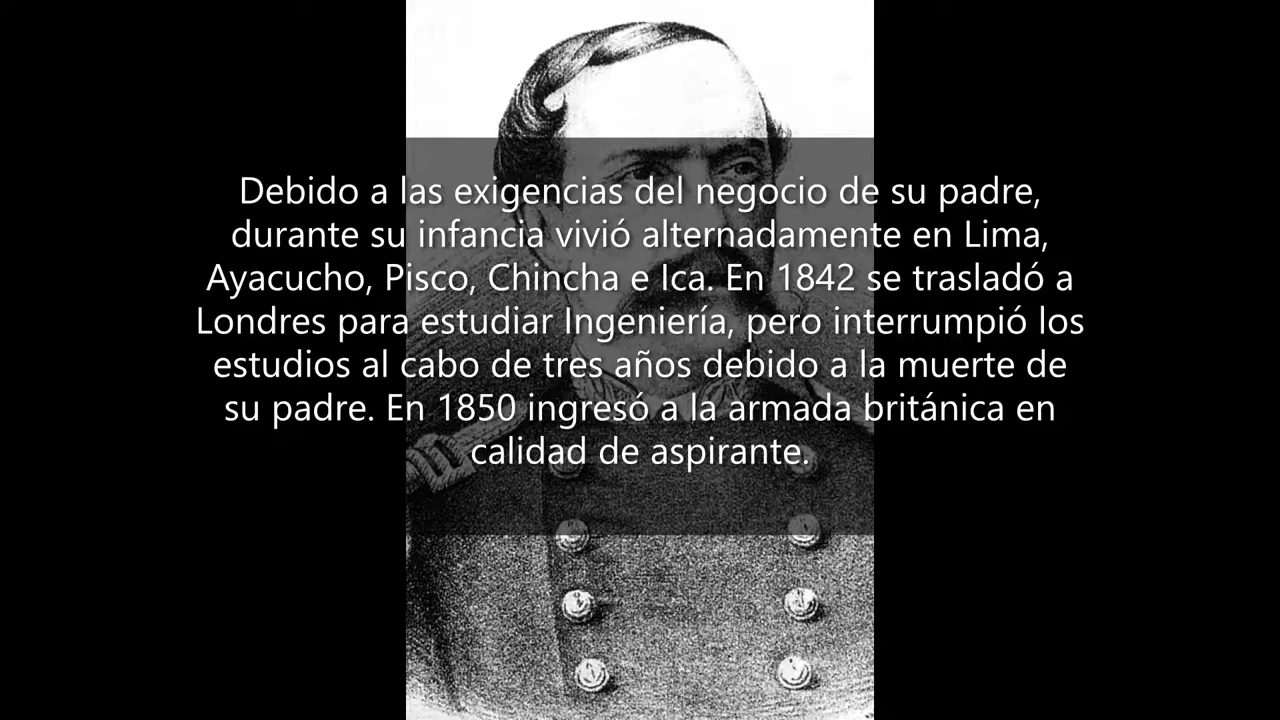 Debido a las exigencias del negocio de su padre,
durante su infancia vivió alternadamente en Lima,
Ayacucho, Pisco, Chincha e Ica. En 1842 se trasladó a
Londres para estudiar Ingeniería, pero interrumpió los
estudios al cabo de tres años debido a la muerte de
su padre. En 1850 ingresó a la armada británica en
calidad de aspirante.